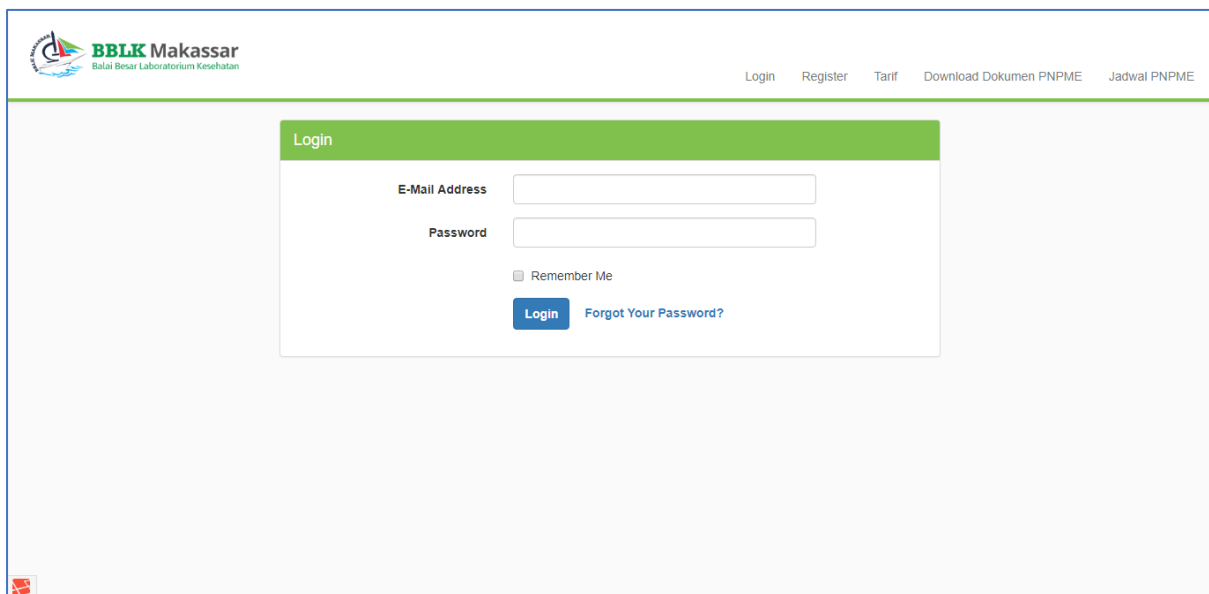 BBLK Makassar
Balai Besar Laboratorium Kesehatan
Login Register Tarif Download Dokumen PNPME Jadwal PNPME
Login
E-Mail Address
Password
Remember Me
Login Forgot Your Password?